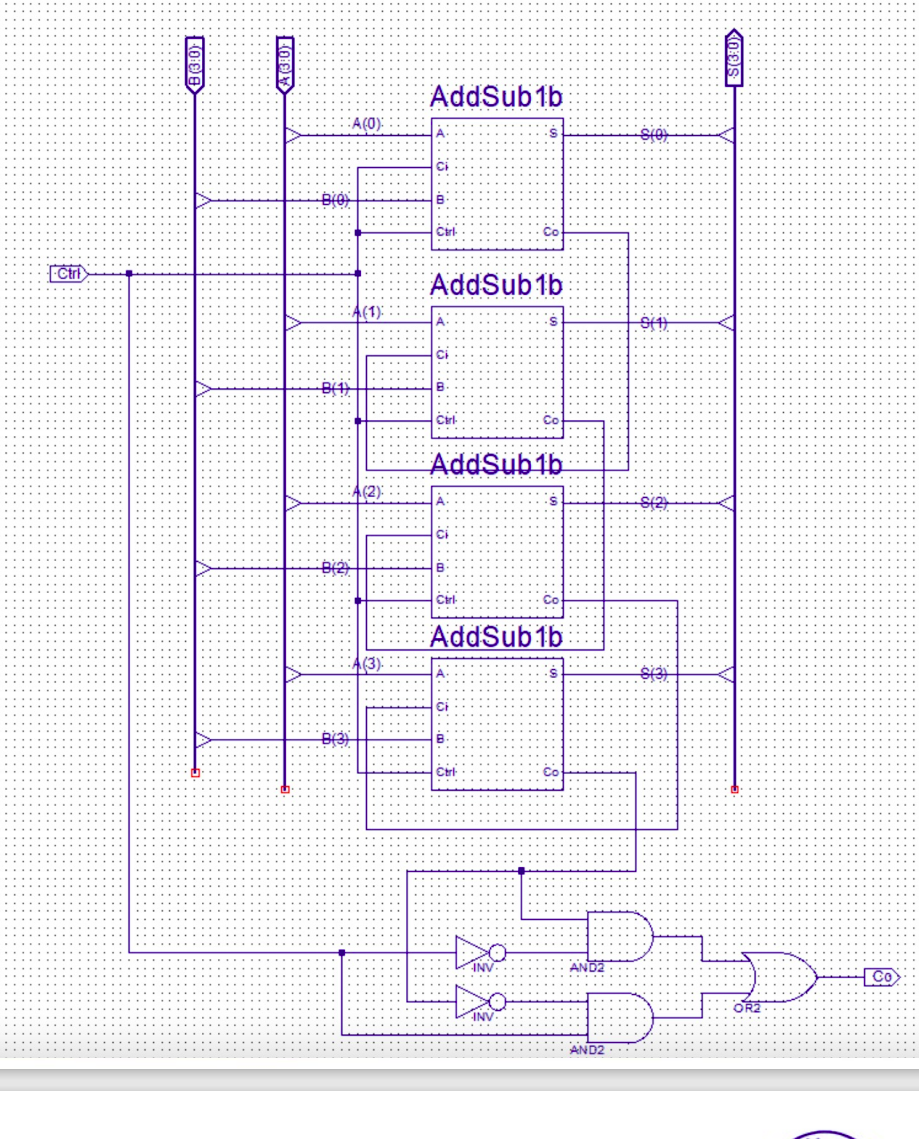 B(3:0)
A(3:0)
S(3:0)
AddSub1b
A(0)
A
S
S(0)
Ci
B(0)
B
Ctrl
Co
Ctrl
AddSub1b
A(1)
A
S
S(1)
Ci
B(1)
B
Ctrl
Co
AddSub1b
A(2)
A
S
S(2)
Ci
B(2)
B
Ctrl
Co
AddSub1b
A(3)
A
S
S(3)
Ci
B(3)
B
Ctrl
Co
INV
AND2
Co
INV
OR2
AND2